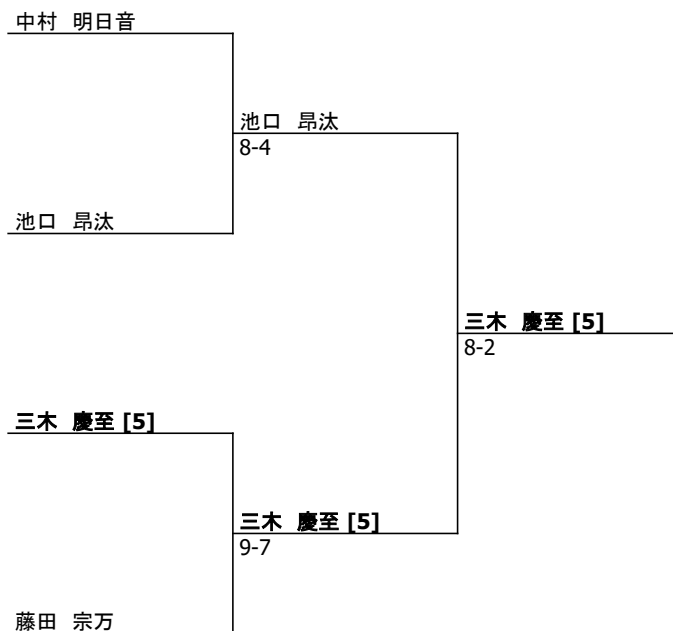 中村　明日音
池口　昂汰
8-4
池口　昂汰
三木　慶至 [5]
8-2
三木　慶至 [5]
三木　慶至 [5]
9-7
藤田　宗万